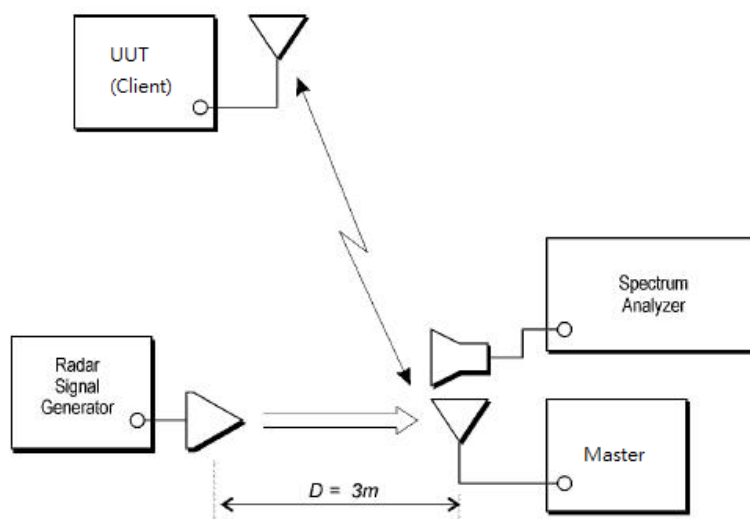 UUT
(Client)
Spectrum
Analyzer
Radar
Signal
Generator
Master
D = 3m